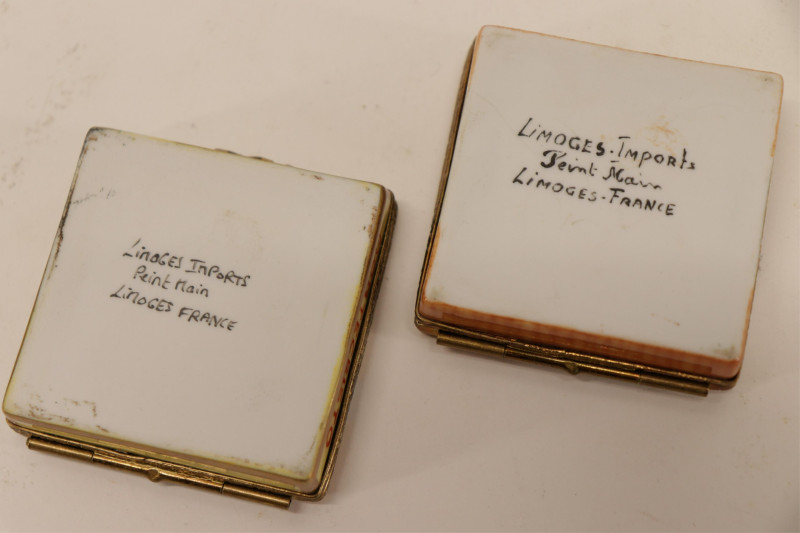 LIMOGES IMPORTS
Peint Main
LIMOGES FRANCE
LIMOGES-IMPORTS
Peint Main
LIMOGES-FRANCE